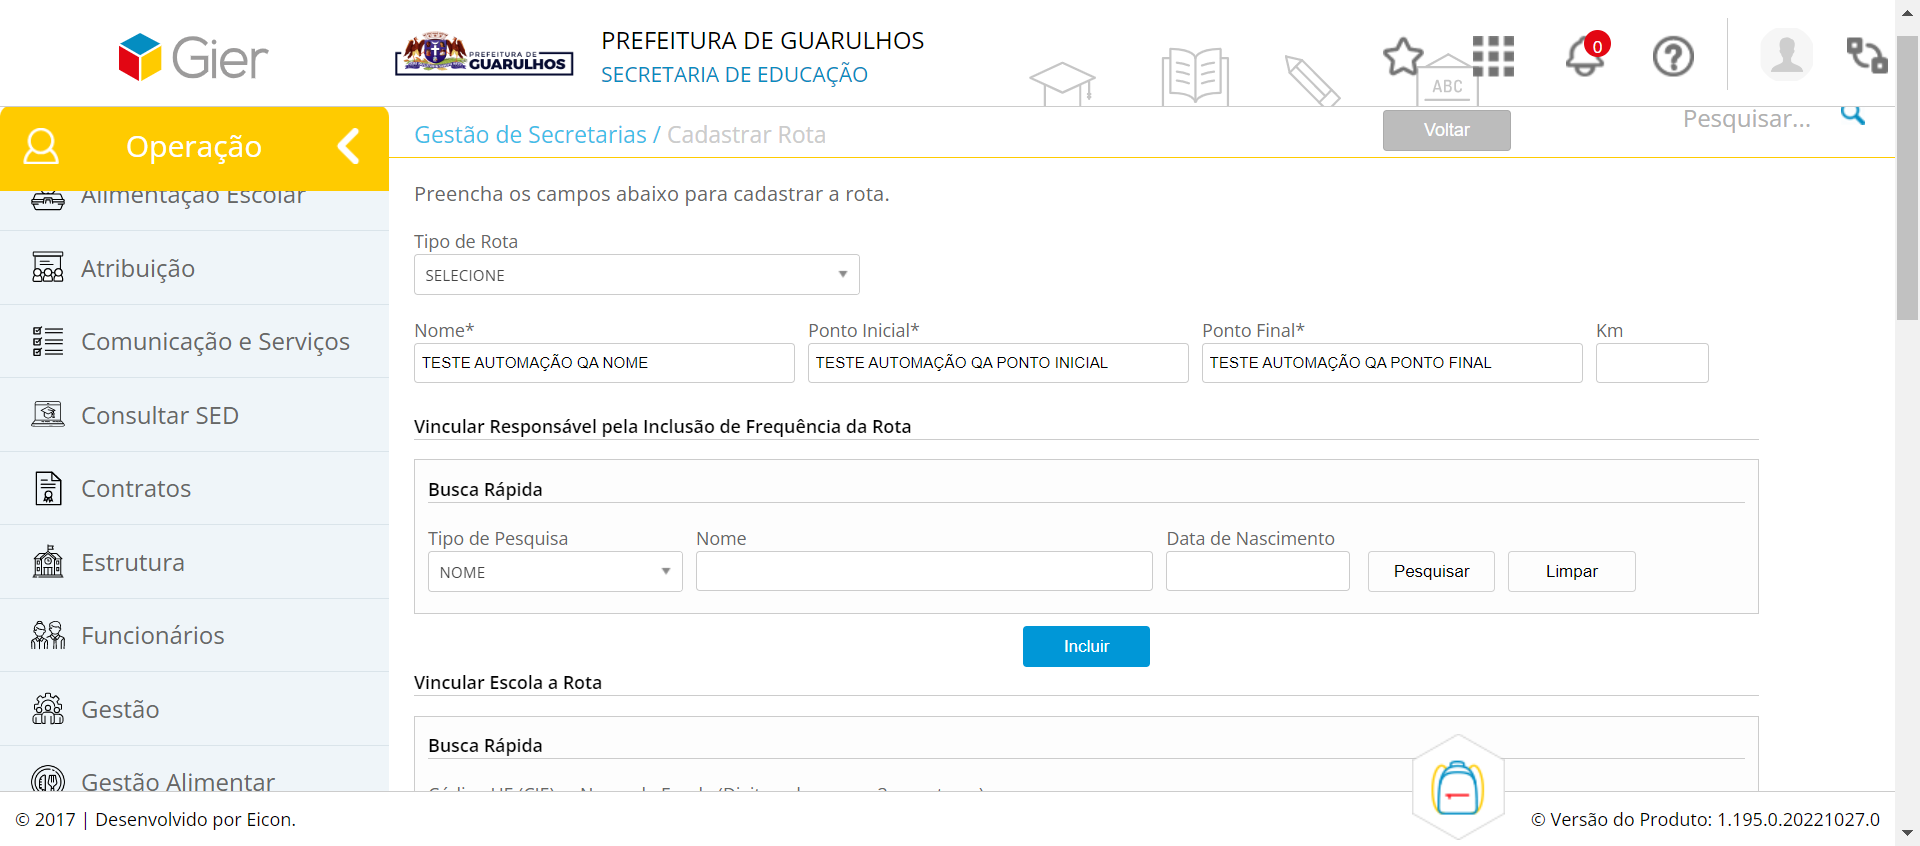 Gier
PREFEITURA DE
GUARULHOS
PREFEITURA DE GUARULHOS
SECRETARIA DE EDUCAÇÃO
ABC
0
Operação
Gestão de Secretarias / Cadastrar Rota
Voltar
Pesquisar...
Alimentação Escolar
Atribuição
Comunicação e Serviços
Consultar SED
Contratos
Estrutura
Funcionários
Gestão
Gestão Alimentar
Preencha os campos abaixo para cadastrar a rota.
Tipo de Rota
SELECIONE
Nome* Ponto Inicial* Ponto Final* Km
TESTE AUTOMAÇÃO QA NOME TESTE AUTOMAÇÃO QA PONTO INICIAL TESTE AUTOMAÇÃO QA PONTO FINAL
Vincular Responsável pela Inclusão de Frequência da Rota
Busca Rápida
Tipo de Pesquisa Nome Data de Nascimento
NOME Pesquisar Limpar
Incluir
Vincular Escola a Rota
Busca Rápida
© 2017 | Desenvolvido por Eicon. © Versão do Produto: 1.195.0.20221027.0